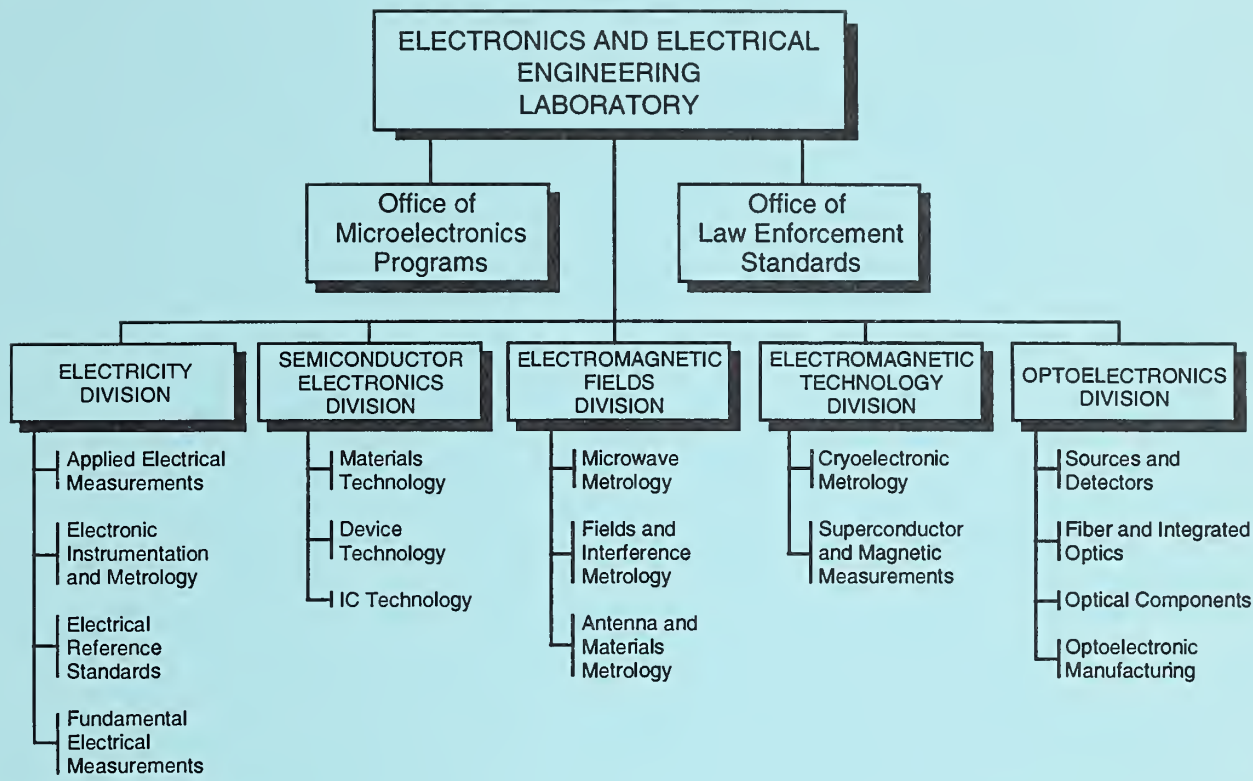 ELECTRONICS AND ELECTRICAL
ENGINEERING
LABORATORY
Office of
Microelectronics
Programs
Office of
Law Enforcement
Standards
ELECTRICITY
DIVISION
Applied Electrical
Measurements
Electronic
Instrumentation
and Metrology
Electrical
Reference
Standards
Fundamental
Electrical
Measurements
SEMICONDUCTOR
ELECTRONICS
DIVISION
Materials
Technology
Device
Technology
IC Technology
ELECTROMAGNETIC
FIELDS
DIVISION
Microwave
Metrology
Fields and
Interference
Metrology
Antenna and
Materials
Metrology
ELECTROMAGNETIC
TECHNOLOGY
DIVISION
Cryoelectronic
Metrology
Superconductor
and Magnetic
Measurements
OPTOELECTRONICS
DIVISION
Sources and
Detectors
Fiber and Integrated
Optics
Optical Components
Optoelectronic
Manufacturing